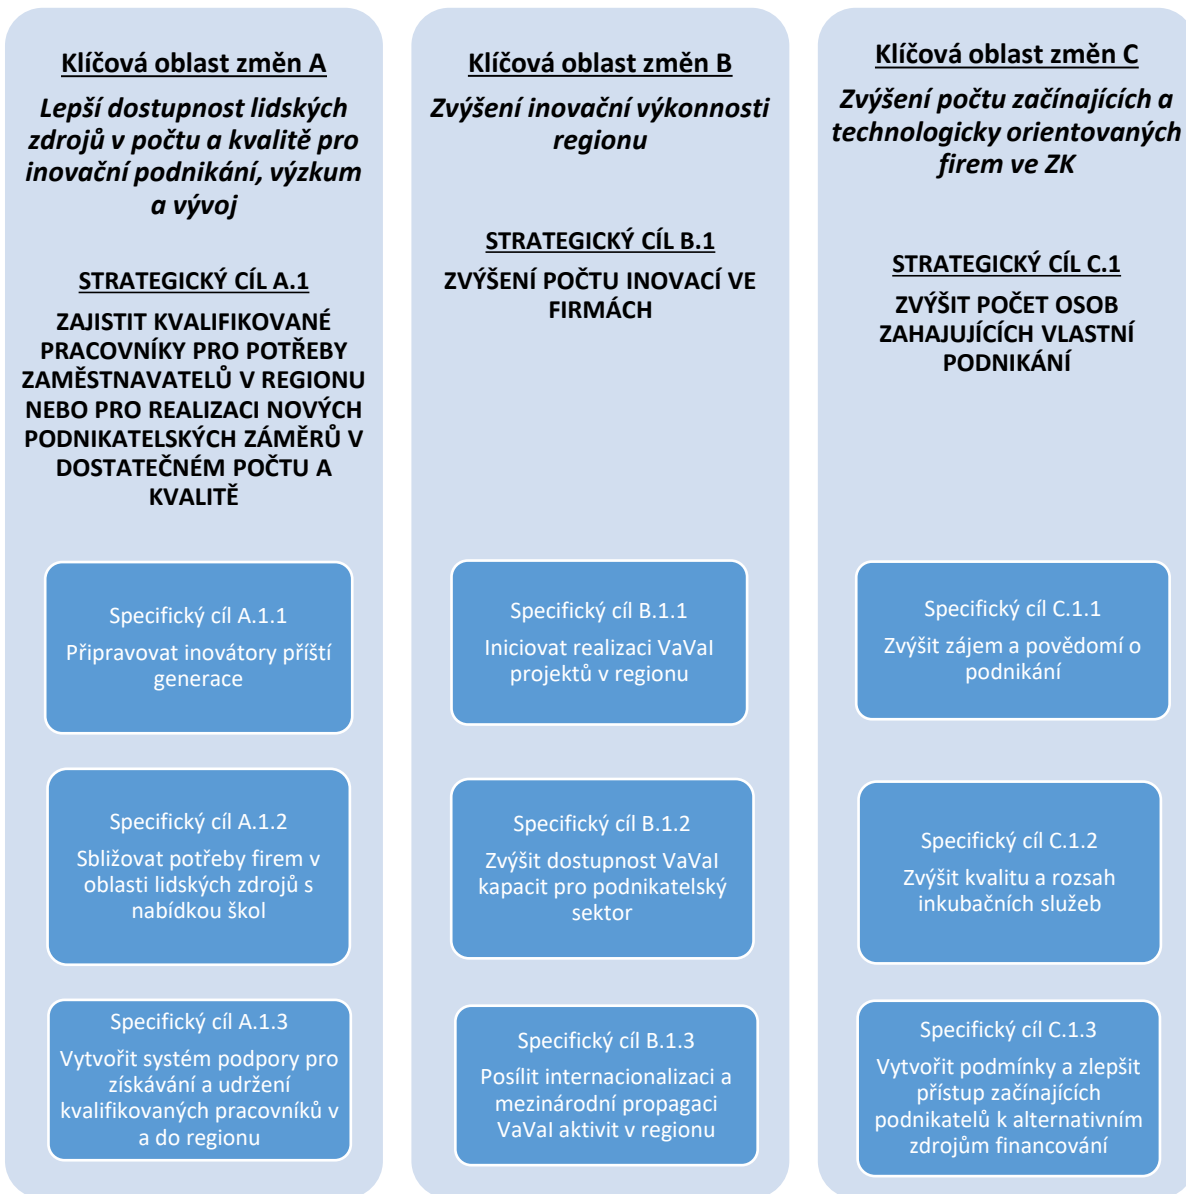 Klíčová oblast změn A
Lepší dostupnost lidských
zdrojů v počtu a kvalitě pro
inovační podnikání, výzkum
a vývoj
STRATEGICKÝ CÍL A.1
ZAJISTIT KVALIFIKOVANÉ
PRACOVNÍKY PRO POTŘEBY
ZAMĚSTNAVATELŮ V REGIONU
NEBO PRO REALIZACI NOVÝCH
PODNIKATELSKÝCH ZÁMĚRŮ V
DOSTATEČNÉM POČTU A
KVALITĚ
Specifický cíl A.1.1
Připravovat inovátory příští
generace
Specifický cíl A.1.2
Sbližovat potřeby firem v
oblasti lidských zdrojů s
nabídkou škol
Specifický cíl A.1.3
Vytvořit systém podpory pro
získávání a udržení
kvalifikovaných pracovníků v
a do regionu
Klíčová oblast změn B
Zvýšení inovační výkonnosti
regionu
STRATEGICKÝ CÍL B.1
ZVÝŠENÍ POČTU INOVACÍ VE
FIRMÁCH
Specifický cíl B.1.1
Iniciovat realizaci VaVaI
projektů v regionu
Specifický cíl B.1.2
Zvýšit dostupnost VaVaI
kapacit pro podnikatelský
sektor
Specifický cíl B.1.3
Posílit internacionalizaci a
mezinárodní propagaci
VaVaI aktivit v regionu
Klíčová oblast změn C
Zvýšení počtu začínajících a
technologicky orientovaných
firem ve ZK
STRATEGICKÝ CÍL C.1
ZVÝŠIT POČET OSOB
ZAHAJUJÍCÍCH VLASTNÍ
PODNIKÁNÍ
Specifický cíl C.1.1
Zvýšit zájem a povědomí o
podnikání
Specifický cíl C.1.2
Zvýšit kvalitu a rozsah
inkubačních služeb
Specifický cíl C.1.3
Vytvořit podmínky a zlepšit
přístup začínajících
podnikatelů k alternativním
zdrojům financování